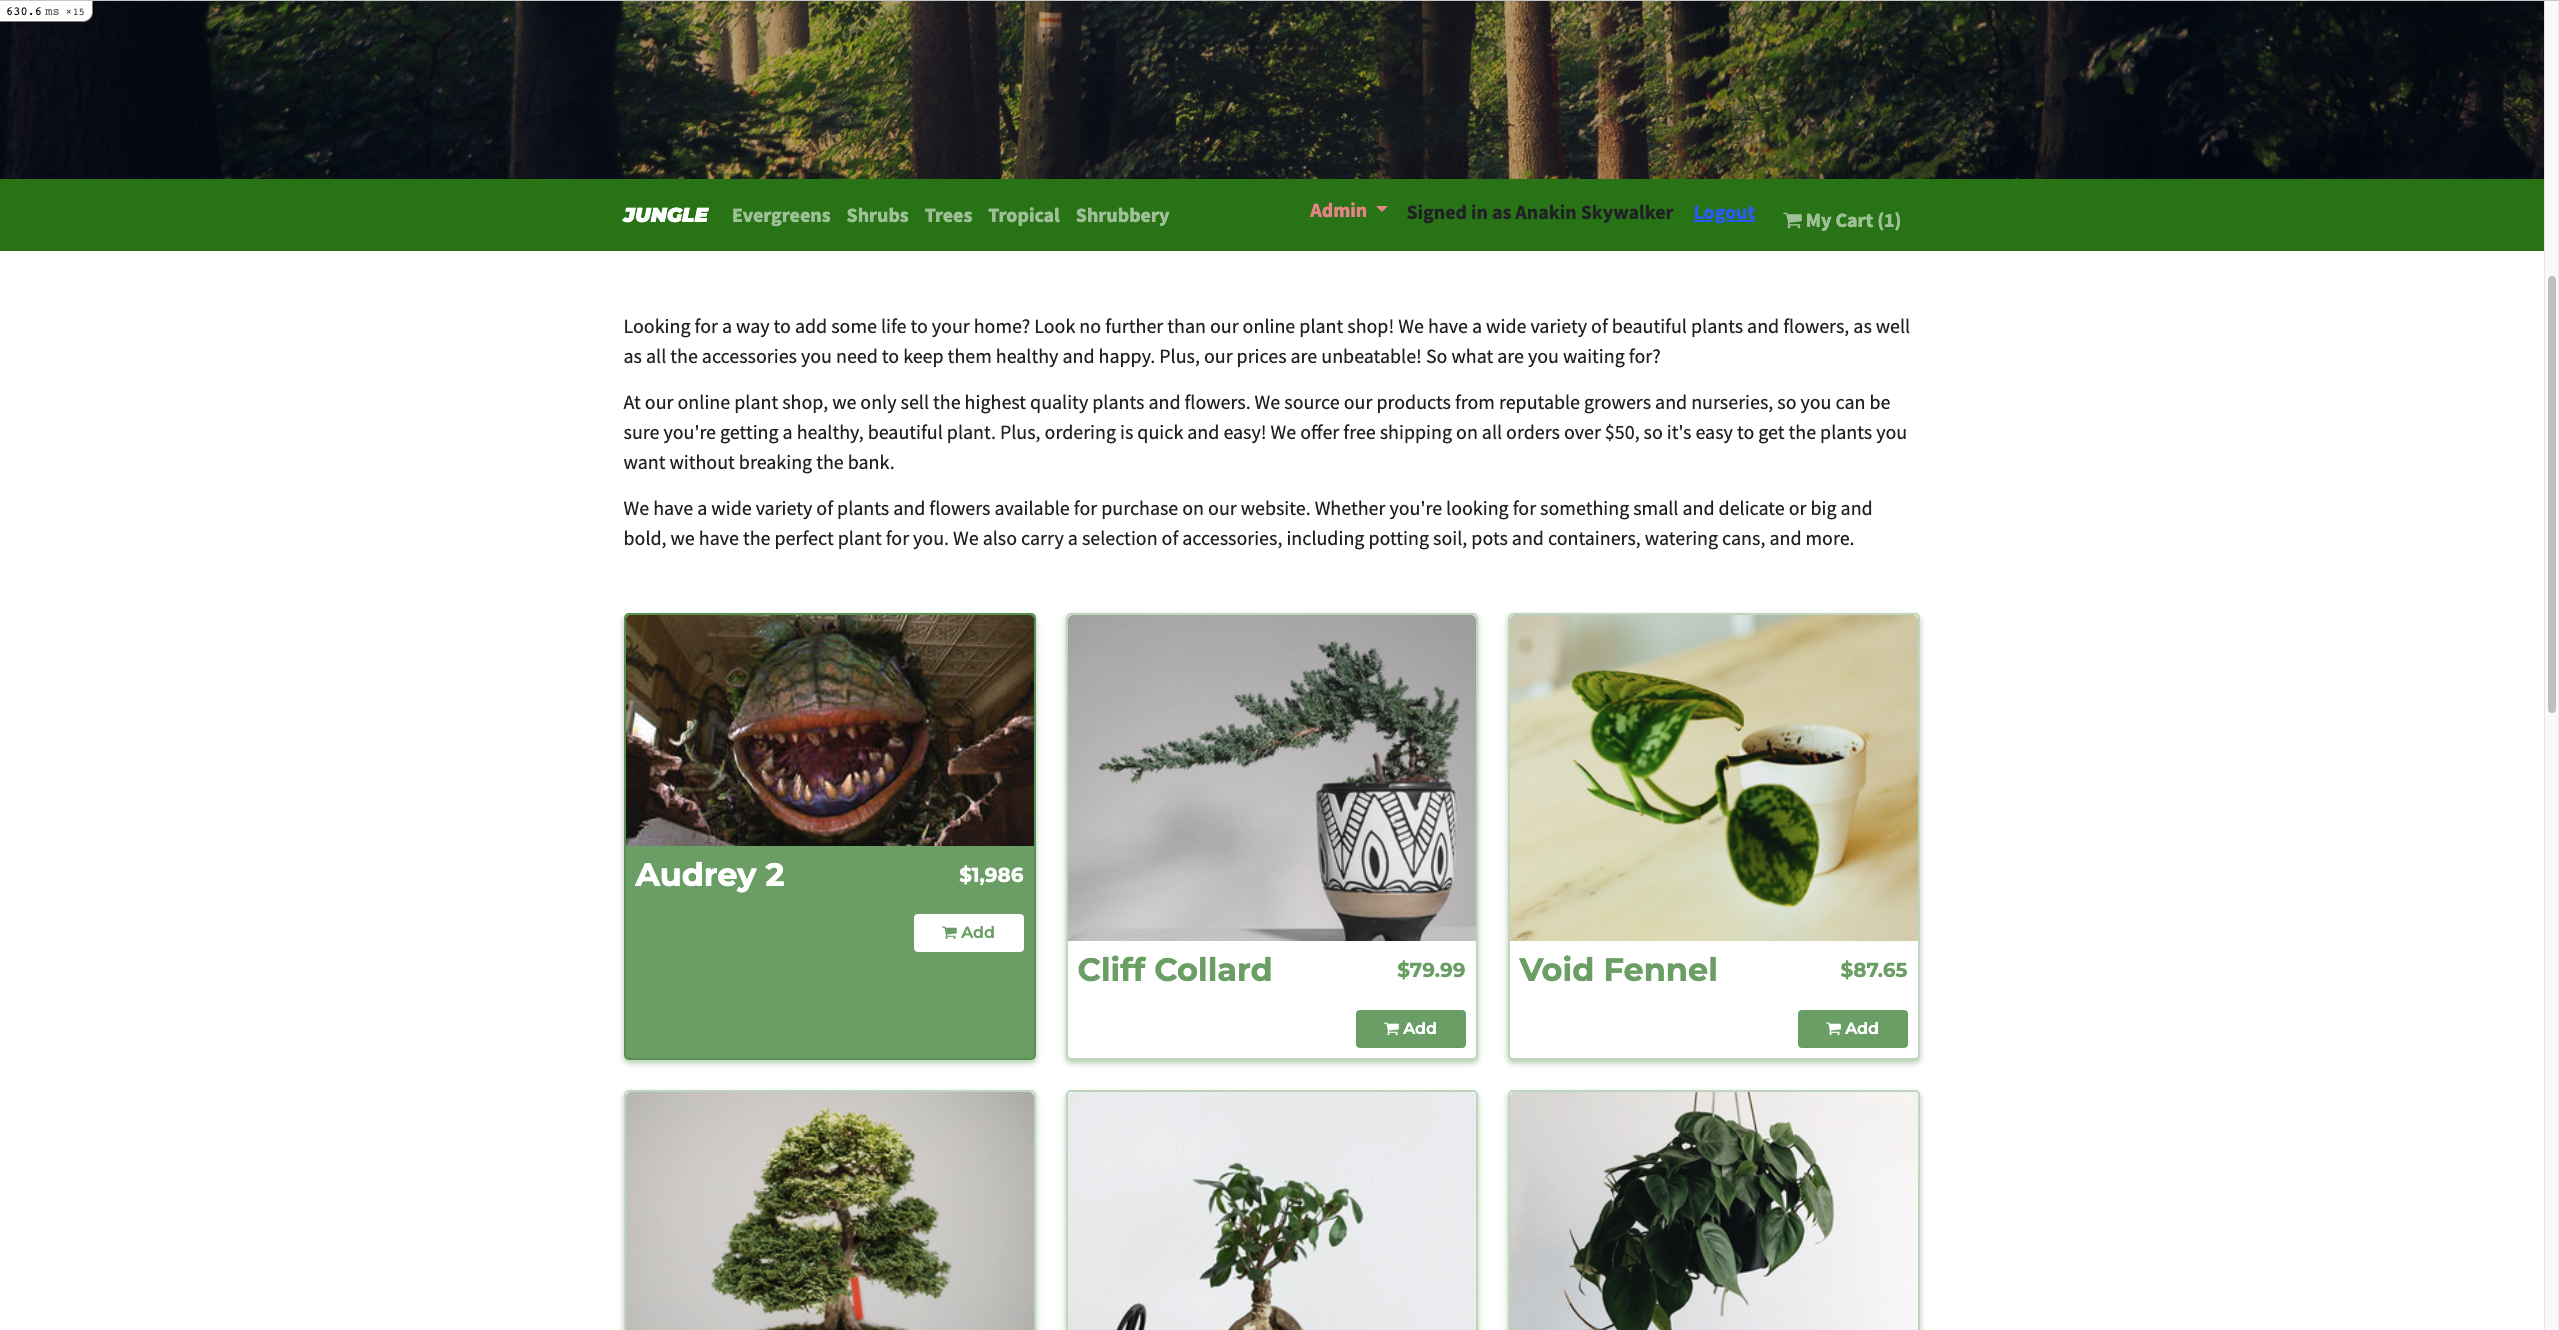 630.6 ms ×15
JUNGLE Evergreens Shrubs Trees Tropical Shrubbery Admin Signed in as Anakin Skywalker Logout My Cart (1)
Looking for a way to add some life to your home? Look no further than our online plant shop! We have a wide variety of beautiful plants and flowers, as well
as all the accessories you need to keep them healthy and happy. Plus, our prices are unbeatable! So what are you waiting for?
At our online plant shop, we only sell the highest quality plants and flowers. We source our products from reputable growers and nurseries, so you can be
sure you're getting a healthy, beautiful plant. Plus, ordering is quick and easy! We offer free shipping on all orders over $50, so it's easy to get the plants you
want without breaking the bank.
We have a wide variety of plants and flowers available for purchase on our website. Whether you're looking for something small and delicate or big and
bold, we have the perfect plant for you. We also carry a selection of accessories, including potting soil, pots and containers, watering cans, and more.
Audrey 2 $1,986
Add
Cliff Collard $79.99
Add
Void Fennel $87.65
Add